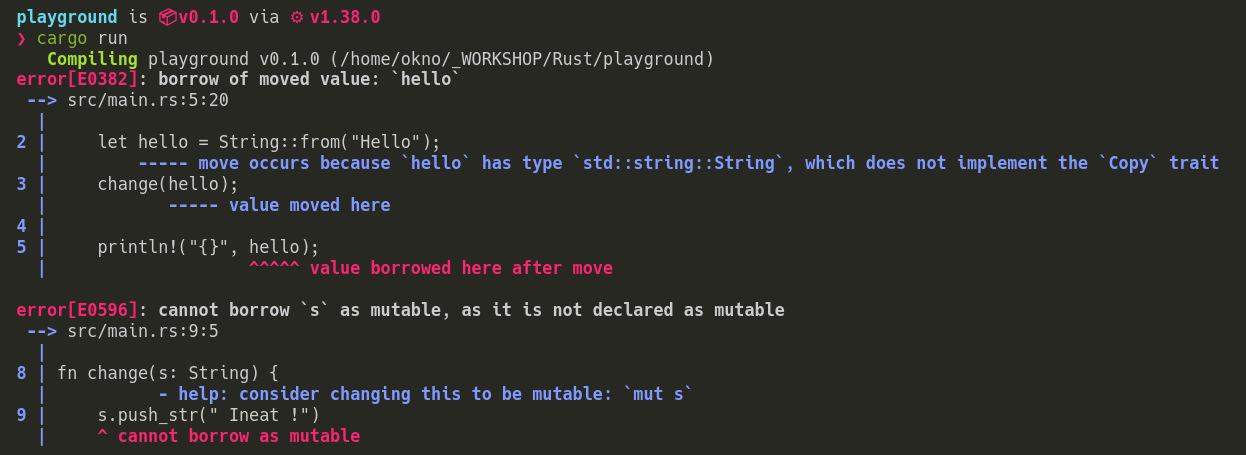 playground is 📦v0.1.0 via ⚙ v1.38.0
❯ cargo run
   Compiling playground v0.1.0 (/home/okno/_WORKSHOP/Rust/playground)
error[E0382]: borrow of moved value: `hello`
 --> src/main.rs:5:20
  |
2 |     let hello = String::from("Hello");
  |         ----- move occurs because `hello` has type `std::string::String`, which does not implement the `Copy` trait
3 |     change(hello);
  |            ----- value moved here
4 |
5 |     println!("{}", hello);
  |                    ^^^^^ value borrowed here after move

error[E0596]: cannot borrow `s` as mutable, as it is not declared as mutable
 --> src/main.rs:9:5
  |
8 | fn change(s: String) {
  |           - help: consider changing this to be mutable: `mut s`
9 |     s.push_str(" Ineat !")
  |     ^ cannot borrow as mutable